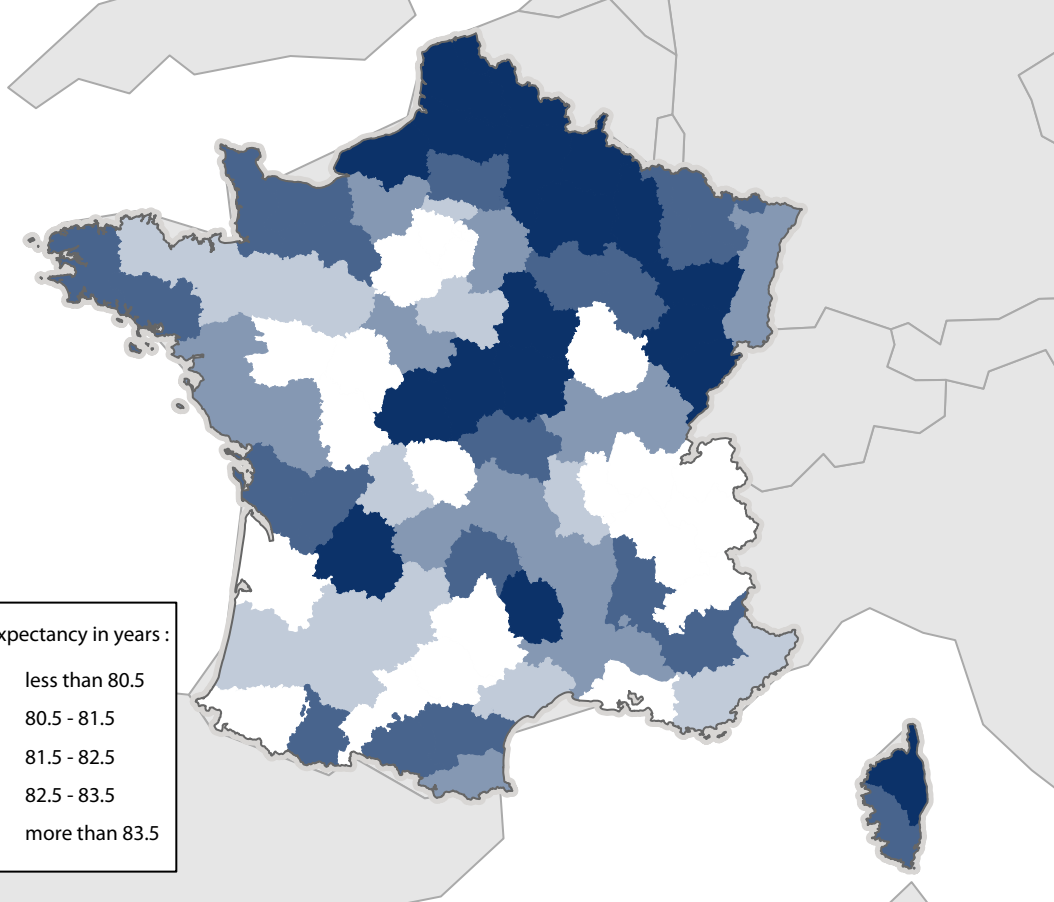 xpectancy in years :
less than 80.5
80.5 - 81.5
81.5 - 82.5
82.5 - 83.5
more than 83.5